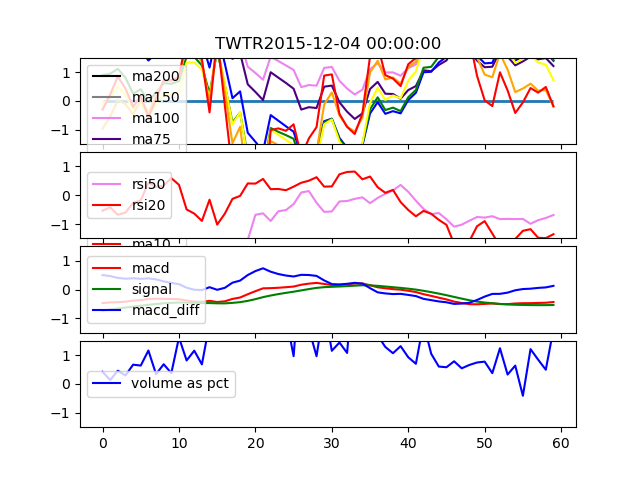 TWTR2015-12-04 00:00:00
1
0
−1
ma200
ma150
ma100
ma75
1
0
−1
rsi50
rsi20
ma10
1
0
−1
macd
signal
macd_diff
1
0
−1
volume as pct
0 10 20 30 40 50 60